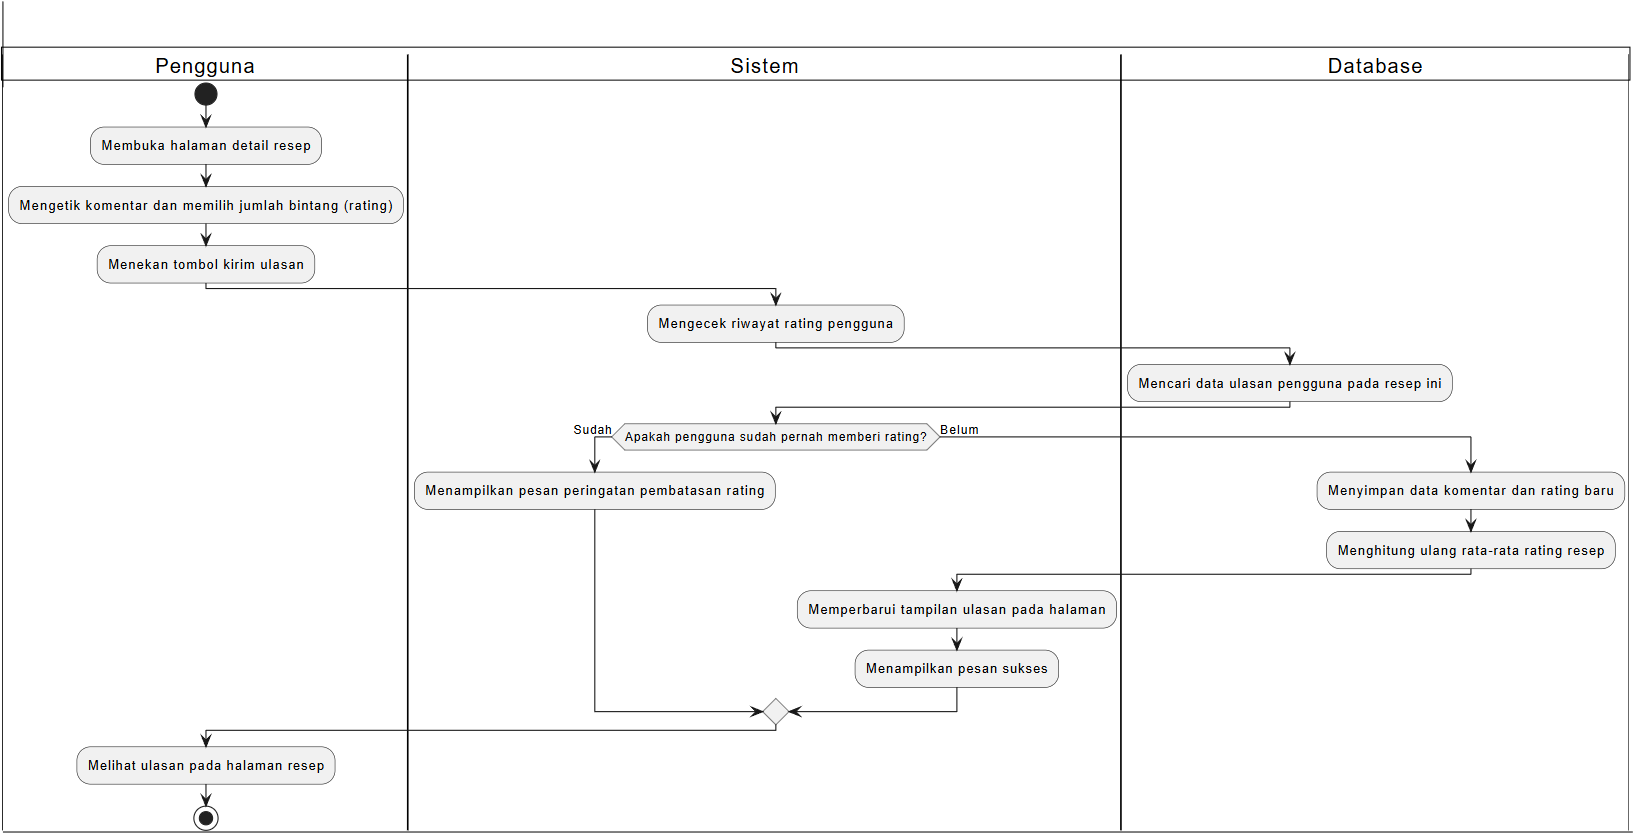 Pengguna
Sistem
Database
Membuka halaman detail resep
Mengetik komentar dan memilih jumlah bintang (rating)
Menekan tombol kirim ulasan
Mengecek riwayat rating pengguna
Mencari data ulasan pengguna pada resep ini
Sudah
Apakah pengguna sudah pernah memberi rating?
Belum
Menampilkan pesan peringatan pembatasan rating
Menyimpan data komentar dan rating baru
Menghitung ulang rata-rata rating resep
Memperbarui tampilan ulasan pada halaman
Menampilkan pesan sukses
Melihat ulasan pada halaman resep